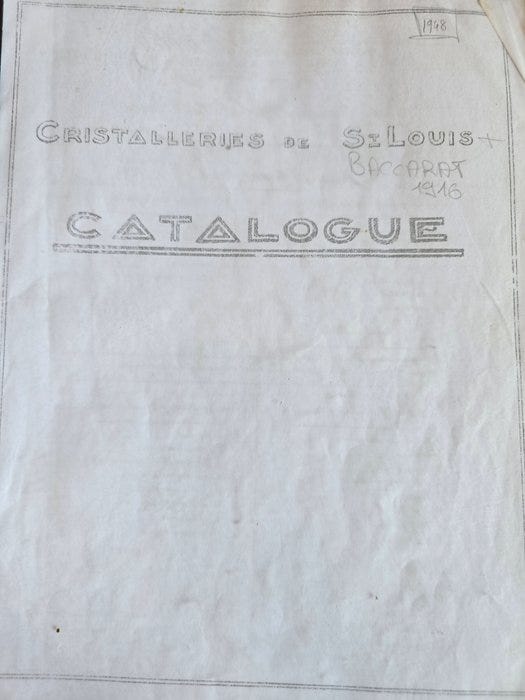 1948
CRISTALLERIES DE ST LOUIS +
BACCARAT
1916
CATALOGUE